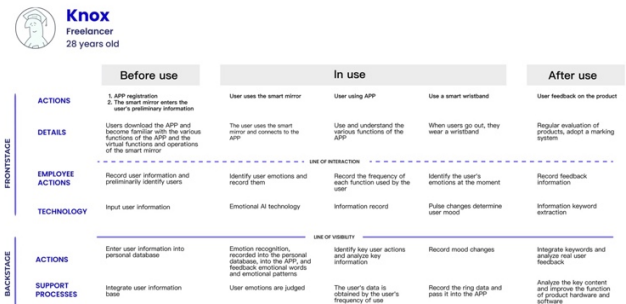 Knox
Freelancer
28 years old
Before use
In use
After use
ACTIONS
1. APP registration
2. The smart mirror enters the
user's preliminary information
User uses the smart mirror
User using APP
Use a smart wristband
User feedback on the product
DETAILS
Users download the APP and
become familiar with the various
functions of the APP and the
virtual functions and operations
of the smart mirror
The user uses the smart
mirror and connects to the
APP
Use and understand the
various functions of the
APP
When users go out, they
wear a wristband
Regular evaluation of
products, adopt a marking
system
FRONTSTAGE
LINE OF INTERACTION
EMPLOYEE
ACTIONS
Record user information and
preliminarily identify users
Identify user emotions and
record them
Record the frequency of
each function used by the
user
Identify the user's
emotions at the moment
Record feedback
information
TECHNOLOGY
Input user information
Emotional AI technology
Information record
Pulse changes determine
user mood
Information keyword
extraction
LINE OF VISIBILITY
BACKSTAGE
ACTIONS
Enter user information into
personal database
Emotion recognition,
recorded into the personal
database, into the APP, and
feedback emotional words
and emotional patterns
Identify key user actions
and analyze key
information
Record mood changes
Integrate keywords and
analyze real user
feedback
SUPPORT
PROCESSES
Integrate user information
base
User emotions are judged
The user's data is
obtained by the user's
frequency of use
Record the ring data and
pass it into the APP
Analyze the key content
and improve the function
of product hardware and
software